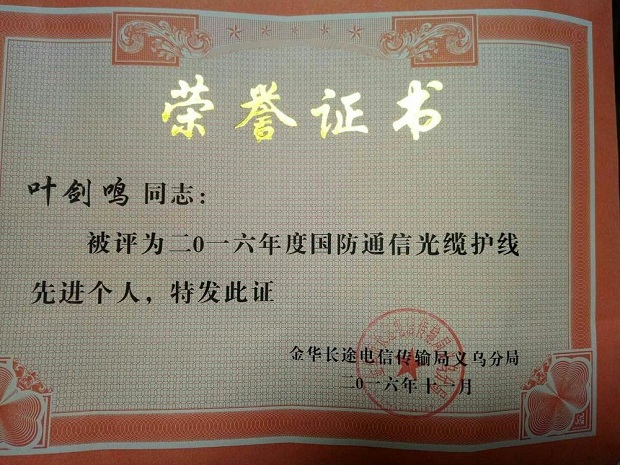 荣誉证书
叶剑鸣 同志：
被评为二0一六年度国防通信光缆护线
先进个人，特发此证
金华长途电信传输局义乌分局
二0一六年十一月